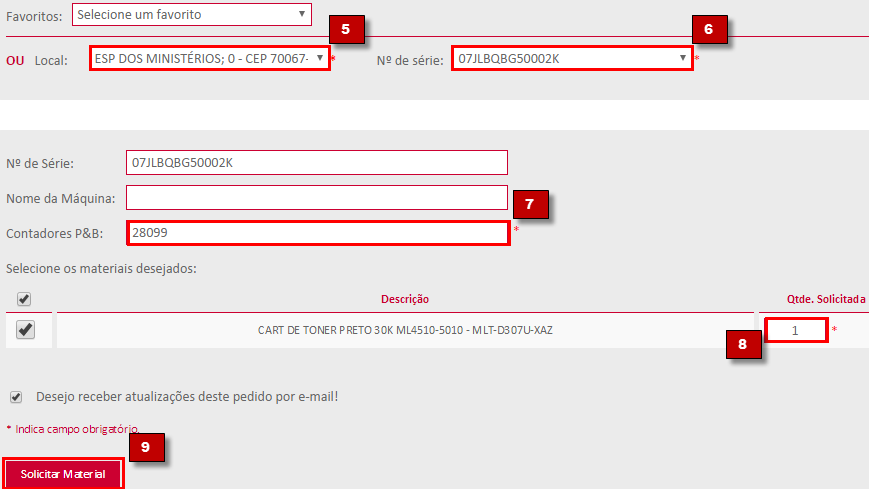 Favoritos: Selecione um favorito
5 6
OU Local: ESP DOS MINISTÉRIOS; 0 - CEP 70067- * Nº de série: 07JLBQBG50002K *
Nº de Série: 07JLBQBG50002K
Nome da Máquina:
7
Contadores P&B: 28099 *
Selecione os materiais desejados:
Descrição Qtde. Solicitada
CART DE TONER PRETO 30K ML4510-5010 - MLT-D307U-XAZ 1 *
8
Desejo receber atualizações deste pedido por e-mail!
* Indica campo obrigatório.
9
Solicitar Material